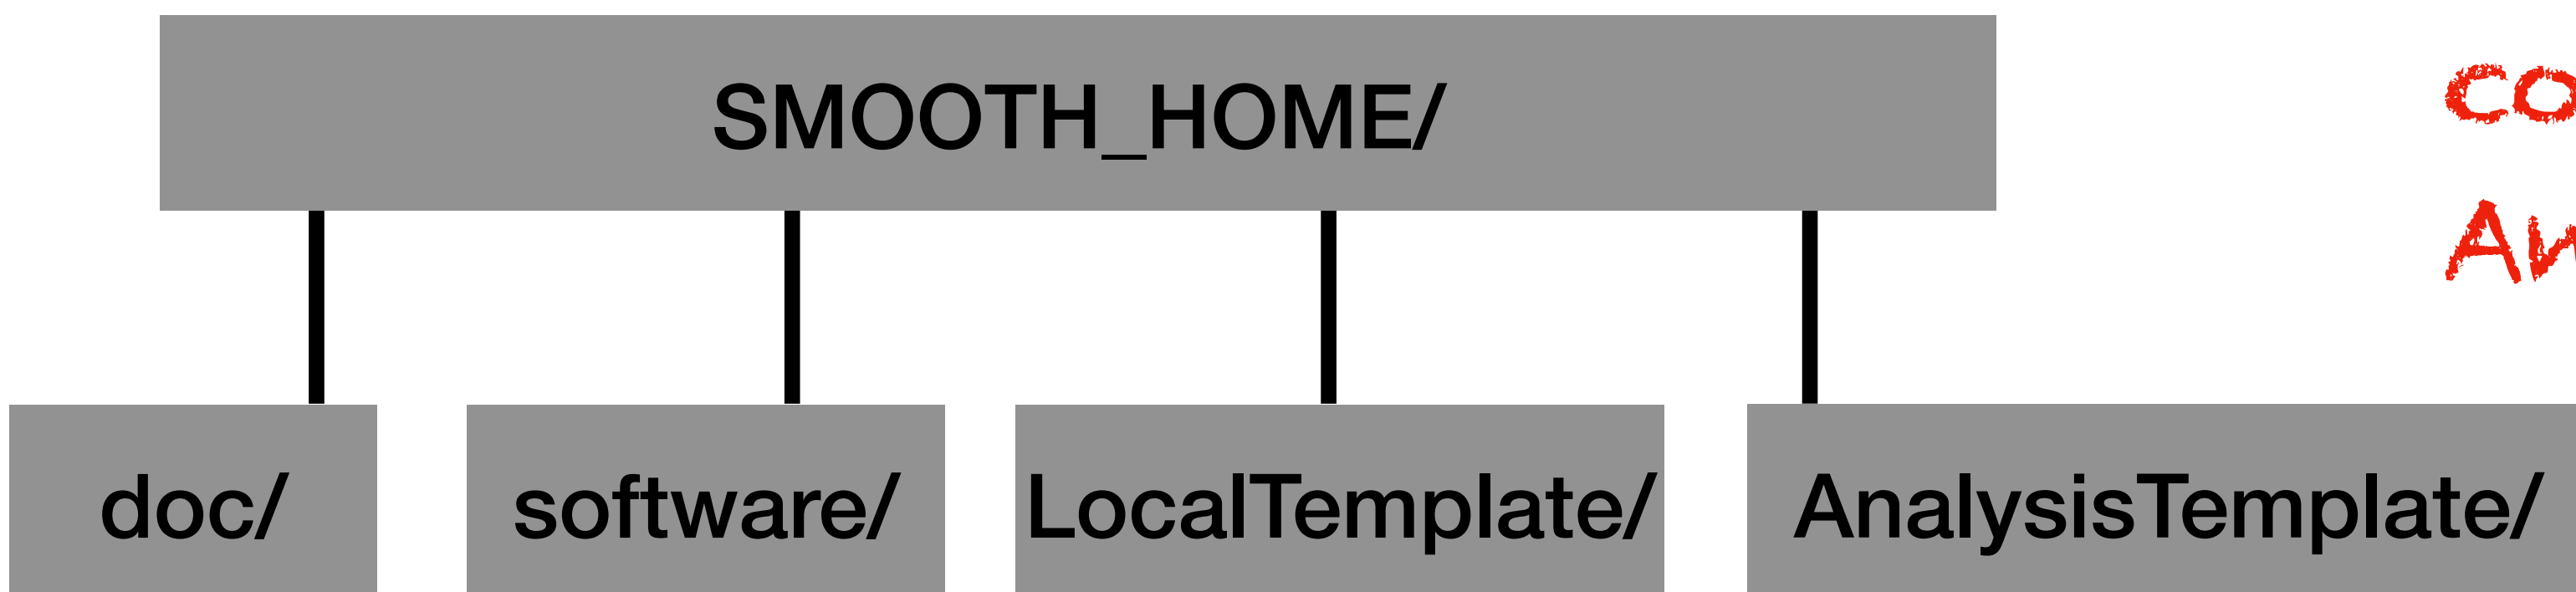 SMOOTH_HOME/
doc/ software/ LocalTemplate/ AnalysisTemplate/